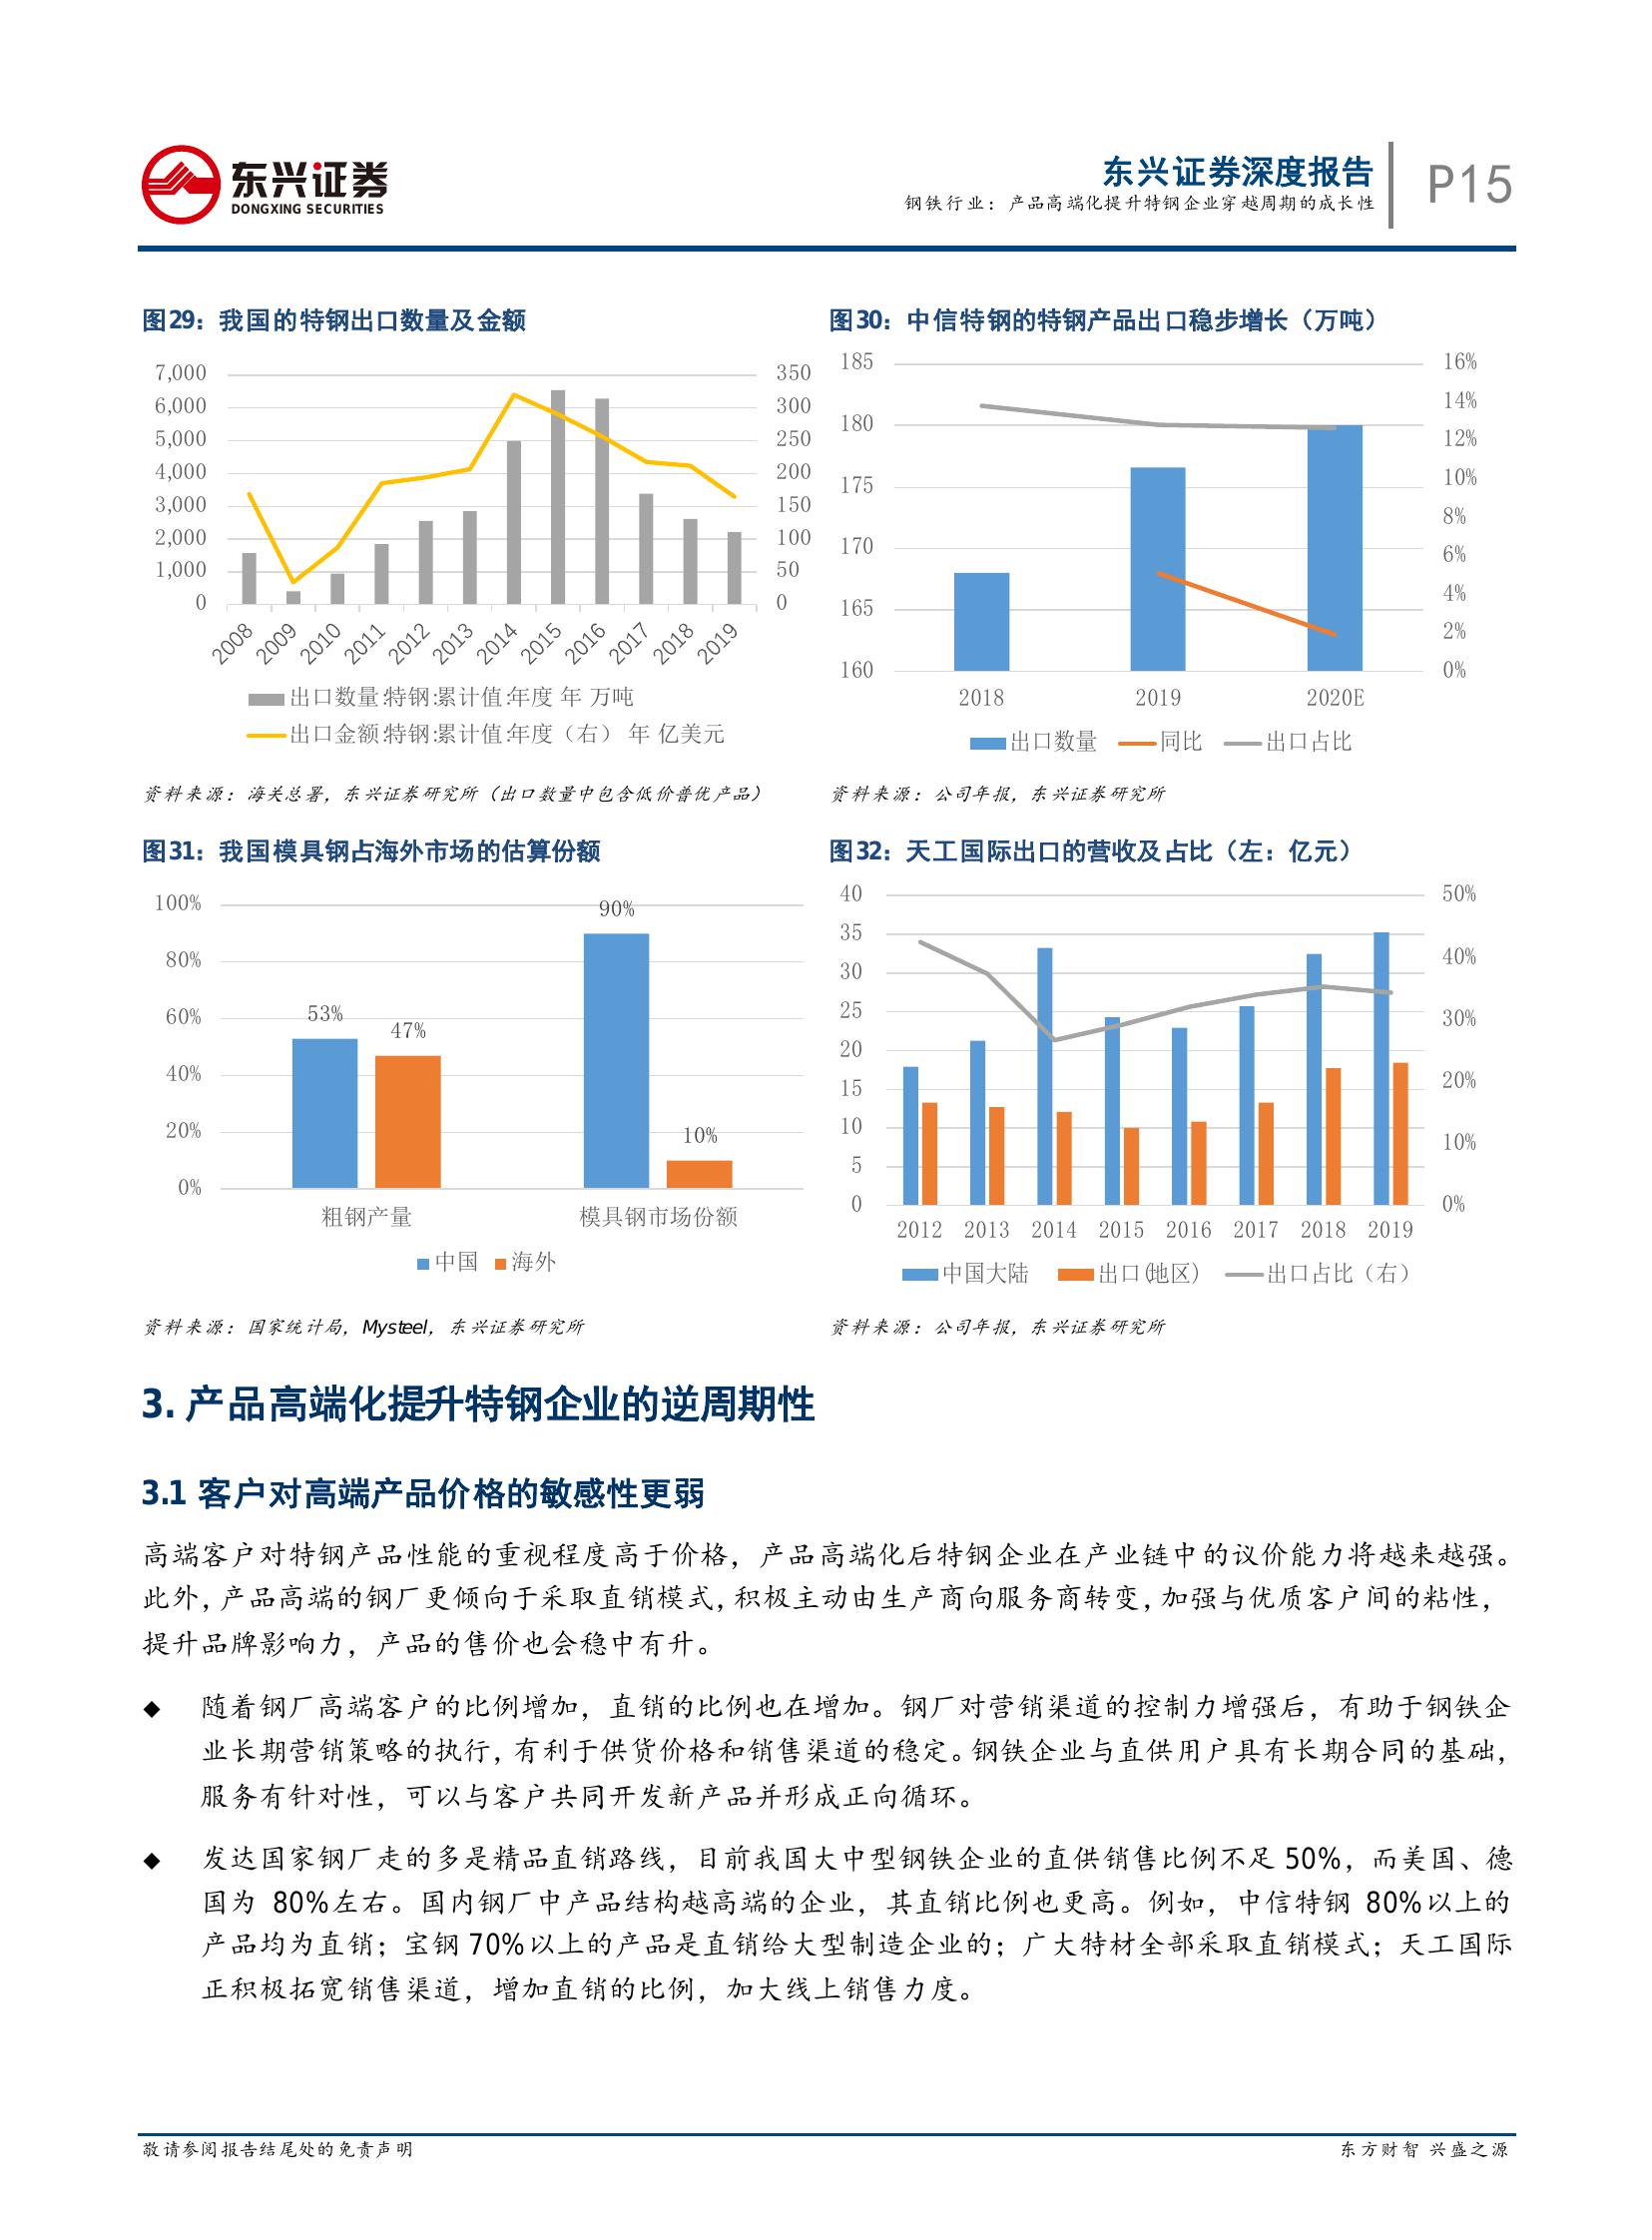 东兴证券
DONGXING SECURITIES
东兴证券深度报告
钢铁行业：产品高端化提升特钢企业穿越周期的成长性
P15
图29：我国的特钢出口数量及金额
7,000
6,000
5,000
4,000
3,000
2,000
1,000
0
350
300
250
200
150
100
50
0
2008 2009 2010 2011 2012 2013 2014 2015 2016 2017 2018 2019
出口数量:特钢:累计值:年度 年 万吨
出口金额:特钢:累计值:年度（右） 年 亿美元
资料来源：海关总署，东兴证券研究所（出口数量中包含低价普优产品）
图30：中信特钢的特钢产品出口稳步增长（万吨）
185
180
175
170
165
160
16%
14%
12%
10%
8%
6%
4%
2%
0%
2018 2019 2020E
出口数量 同比 出口占比
资料来源：公司年报，东兴证券研究所
图31：我国模具钢占海外市场的估算份额
100%
80%
60%
40%
20%
0%
53%
47%
90%
10%
粗钢产量 模具钢市场份额
中国 海外
资料来源：国家统计局，Mysteel，东兴证券研究所
图32：天工国际出口的营收及占比（左：亿元）
40
35
30
25
20
15
10
5
0
50%
40%
30%
20%
10%
0%
2012 2013 2014 2015 2016 2017 2018 2019
中国大陆 出口(地区) 出口占比（右）
资料来源：公司年报，东兴证券研究所
3. 产品高端化提升特钢企业的逆周期性
3.1 客户对高端产品价格的敏感性更弱
高端客户对特钢产品性能的重视程度高于价格，产品高端化后特钢企业在产业链中的议价能力将越来越强。
此外，产品高端的钢厂更倾向于采取直销模式，积极主动由生产商向服务商转变，加强与优质客户间的粘性，
提升品牌影响力，产品的售价也会稳中有升。
◆ 随着钢厂高端客户的比例增加，直销的比例也在增加。钢厂对营销渠道的控制力增强后，有助于钢铁企
业长期营销策略的执行，有利于供货价格和销售渠道的稳定。钢铁企业与直供用户具有长期合同的基础，
服务有针对性，可以与客户共同开发新产品并形成正向循环。
◆ 发达国家钢厂走的多是精品直销路线，目前我国大中型钢铁企业的直供销售比例不足 50%，而美国、德
国为 80%左右。国内钢厂中产品结构越高端的企业，其直销比例也更高。例如，中信特钢 80%以上的
产品均为直销；宝钢 70%以上的产品是直销给大型制造企业的；广大特材全部采取直销模式；天工国际
正积极拓宽销售渠道，增加直销的比例，加大线上销售力度。
敬请参阅报告结尾处的免责声明
东方财智 兴盛之源